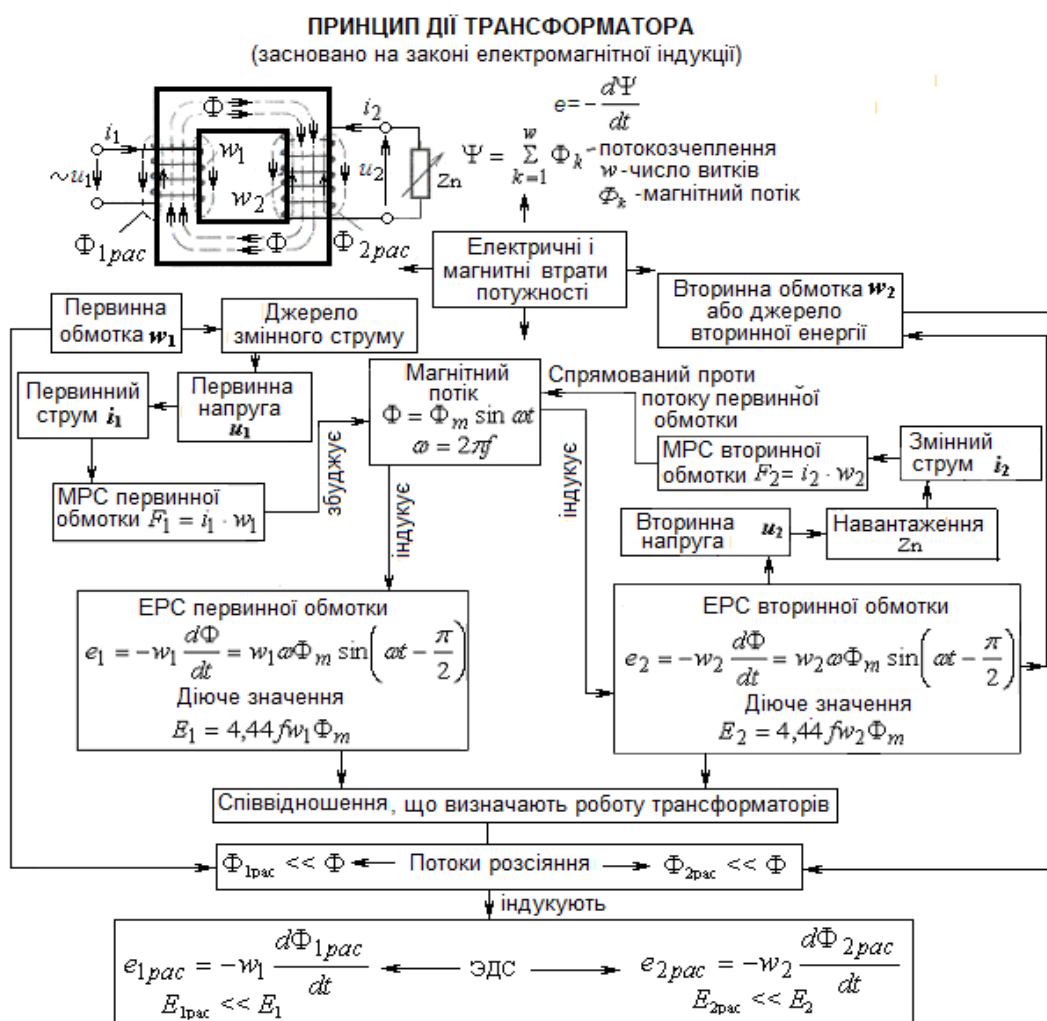 ПРИНЦИП ДІЇ ТРАНСФОРМАТОРА
(засновано на законі електромагнітної індукції)
Φ
i₁
i₂
w₁
w₂
~u₁
u₂
Zn
Φ₁рас
Φ
Φ₂рас
e = − dΨ/dt
Ψ = Σ_{k=1}^{w} Φₖ -потокозчеплення
w -число витків
Φₖ -магнітний потік
Електричні і
магнитні втрати
потужності
Первинна
обмотка w₁
Джерело
змінного струму
Вторинна обмотка w₂
або джерело
вторинної енергії
Первинний
струм i₁
Первинна
напруга
u₁
Магнітний
потік
Φ = Φₘ sin ωt
ω = 2πf
Спрямований проти
потоку первинної
обмотки
МРС первинної
обмотки F₁ = i₁ · w₁
збуджує
індукує
індукує
МРС вторинної
обмотки F₂ = i₂ · w₂
Змінний
струм i₂
Вторинна
напруга u₂
Навантаження
Zn
ЕРС первинної обмотки
e₁ = −w₁ dΦ/dt = w₁ωΦₘ sin(ωt − π/2)
Діюче значення
E₁ = 4,44 fw₁Φₘ
ЕРС вторинної обмотки
e₂ = −w₂ dΦ/dt = w₂ωΦₘ sin(ωt − π/2)
Діюче значення
E₂ = 4,44 fw₂Φₘ
Співвідношення, що визначають роботу трансформаторів
Φ₁рас << Φ Потоки розсіяння Φ₂рас << Φ
індукують
e₁рас = −w₁ dΦ₁рас/dt ЭДС e₂рас = −w₂ dΦ₂рас/dt
E₁рас << E₁ E₂рас << E₂